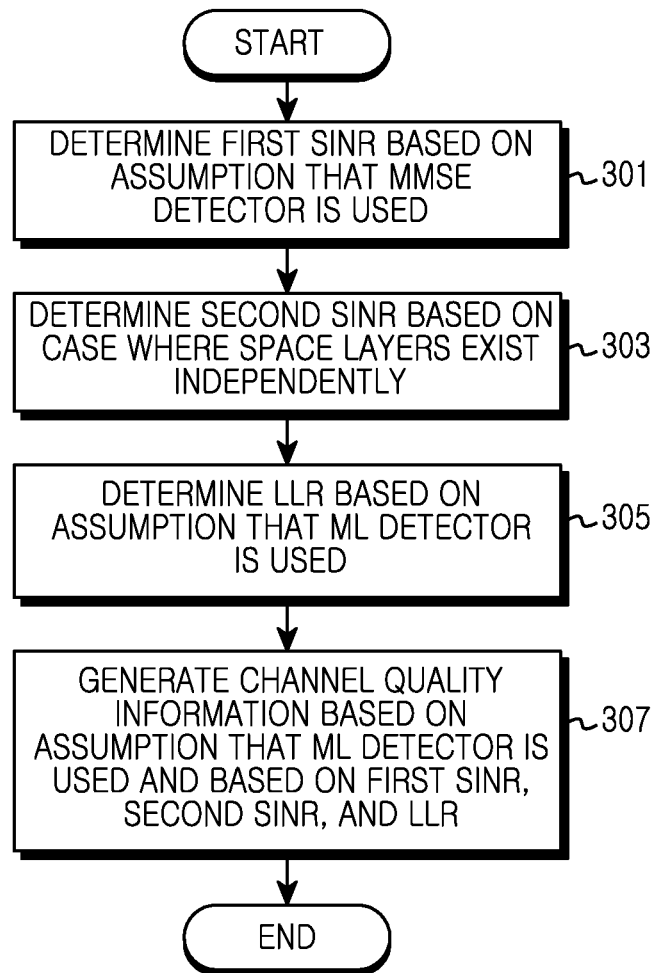 START
DETERMINE FIRST SINR BASED ON
ASSUMPTION THAT MMSE
DETECTOR IS USED
301
DETERMINE SECOND SINR BASED ON
CASE WHERE SPACE LAYERS EXIST
INDEPENDENTLY
303
DETERMINE LLR BASED ON
ASSUMPTION THAT ML DETECTOR
IS USED
305
GENERATE CHANNEL QUALITY
INFORMATION BASED ON
ASSUMPTION THAT ML DETECTOR IS
USED AND BASED ON FIRST SINR,
SECOND SINR, AND LLR
307
END